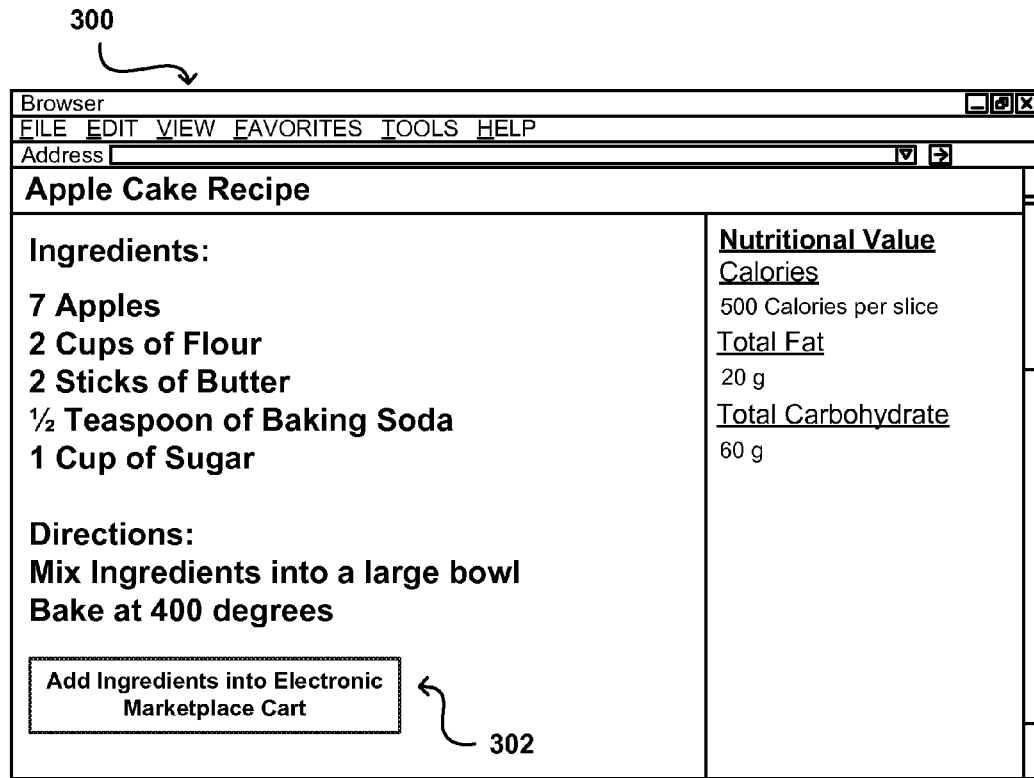 300
Browser
FILE EDIT VIEW FAVORITES TOOLS HELP
Address
Apple Cake Recipe
Ingredients:
7 Apples
2 Cups of Flour
2 Sticks of Butter
½ Teaspoon of Baking Soda
1 Cup of Sugar
Directions:
Mix Ingredients into a large bowl
Bake at 400 degrees
Add Ingredients into Electronic
Marketplace Cart
302
Nutritional Value
Calories
500 Calories per slice
Total Fat
20 g
Total Carbohydrate
60 g